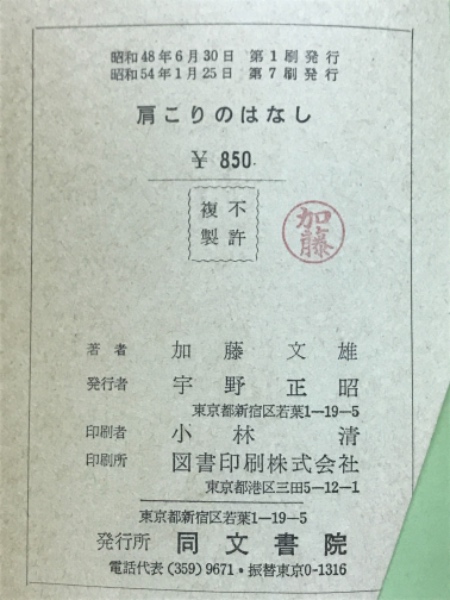 昭和48年6月30日 第1刷発行
昭和54年1月25日 第7刷発行
肩こりのはなし
¥ 850.
不許
複製
加藤
著者 加藤文雄
発行者 宇野正昭
東京都新宿区若葉1―19―5
印刷者 小林清
印刷所 図書印刷株式会社
東京都港区三田5―12―1
東京都新宿区若葉1―19―5
発行所 同文書院
電話代表(359)9671・振替東京0-1316